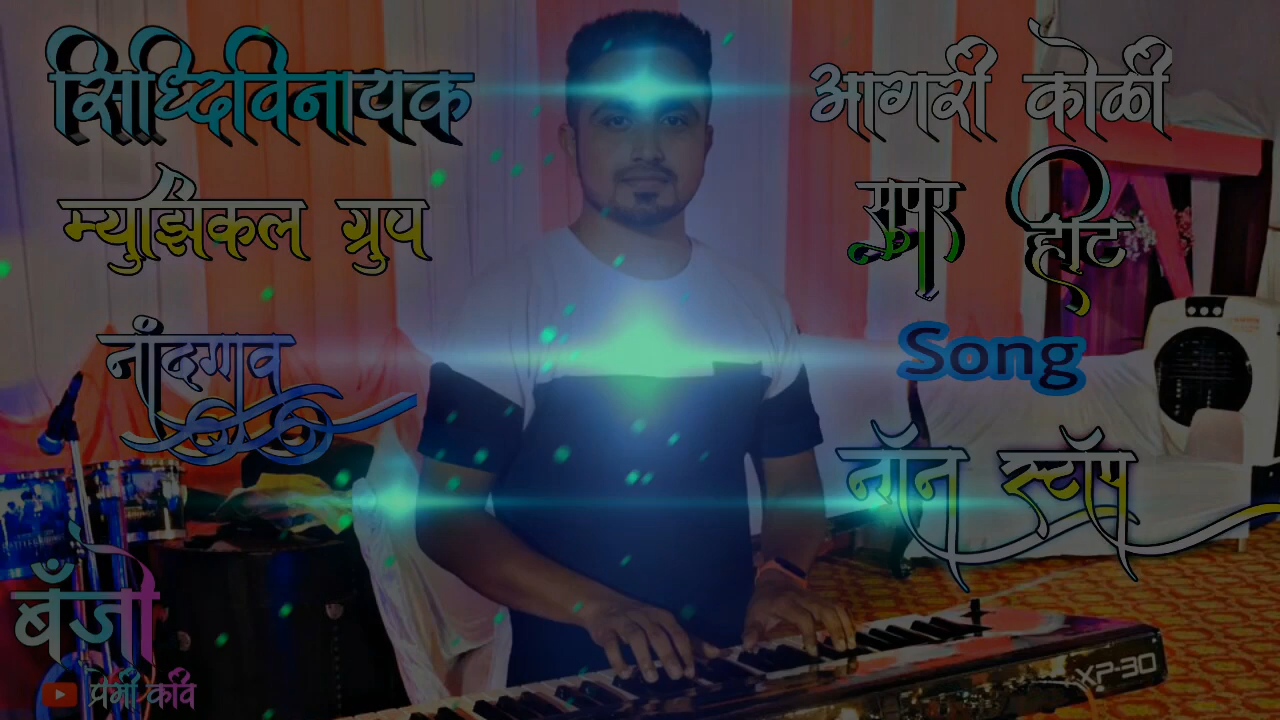 सिध्दिविनायक
म्युझिकल ग्रुप
नांदगाव
बँजो
प्रेमी कवि
आगरी कोळी
सुपर हीट
Song
नॉन स्टॉप
XP-30